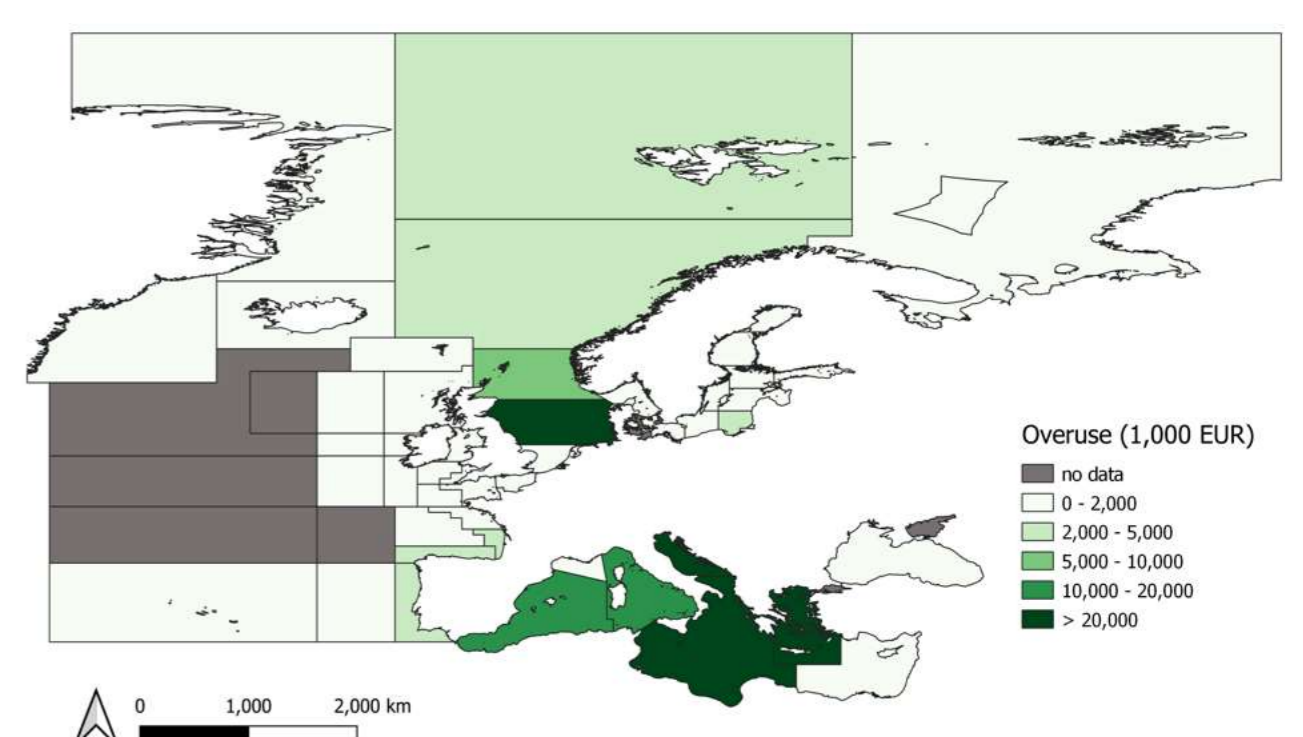 Overuse (1,000 EUR)
no data
0 - 2,000
2,000 - 5,000
5,000 - 10,000
10,000 - 20,000
> 20,000
0 1,000 2,000 km